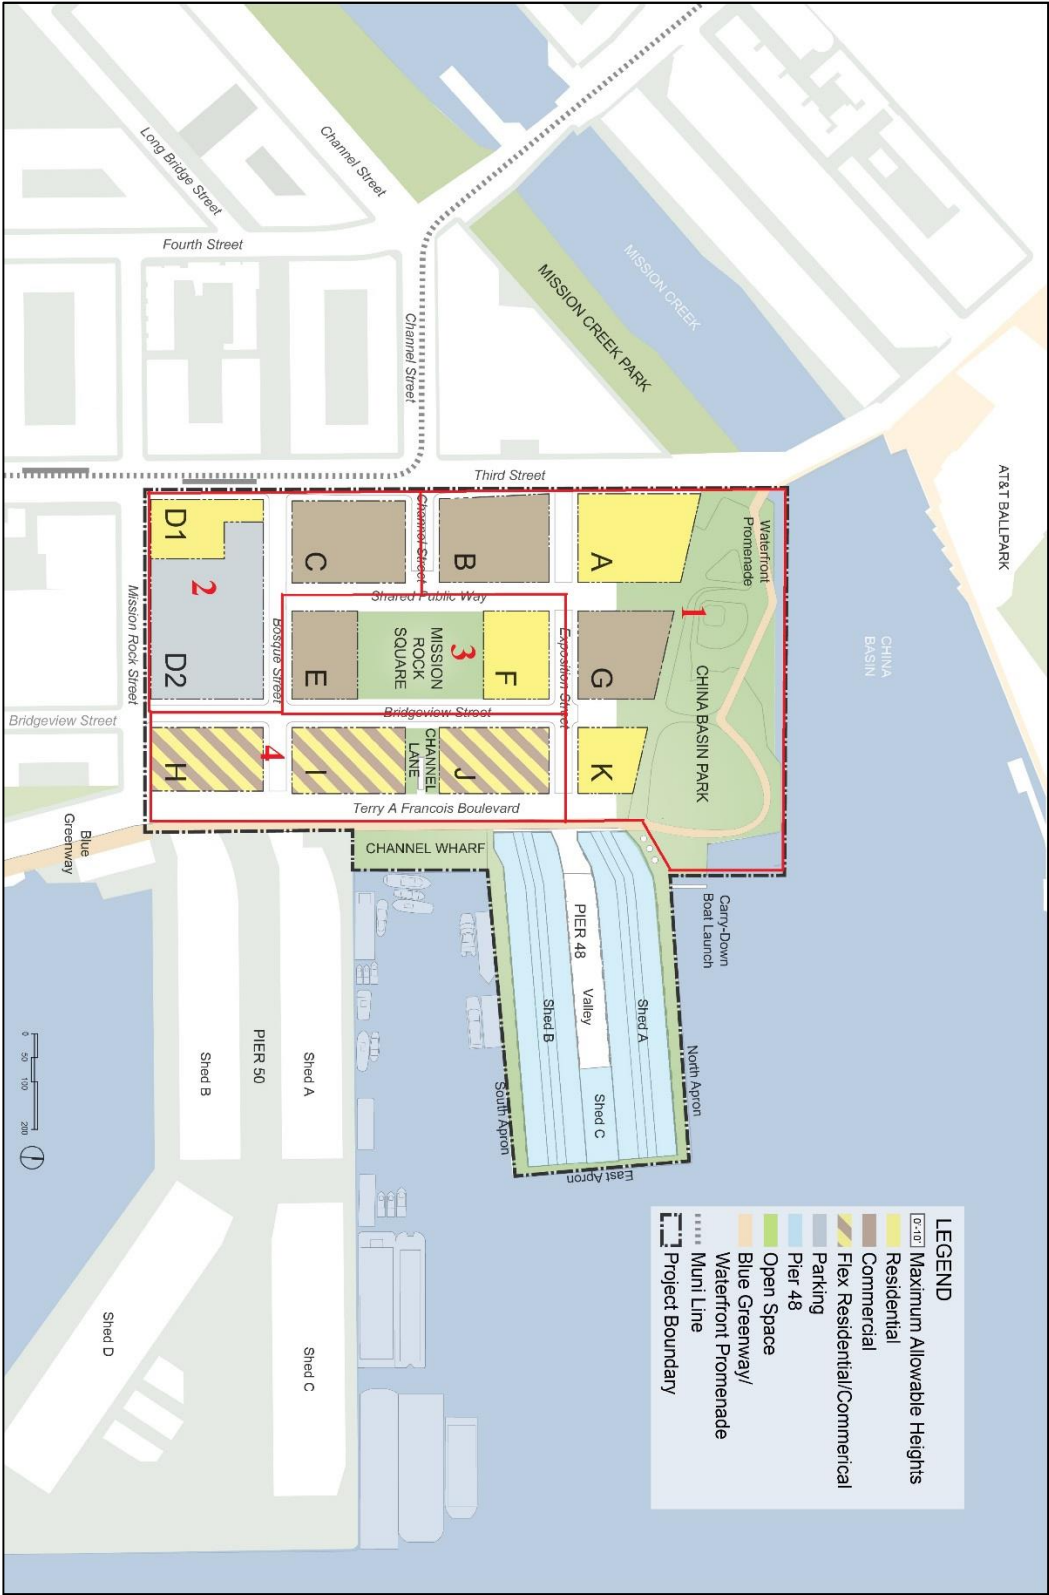 Long Bridge Street
Channel Street
Fourth Street
MISSION CREEK
MISSION CREEK PARK
Channel Street
Third Street
AT&T BALLPARK
CHINA
BASIN
Waterfront
Promenade
1
CHINA BASIN PARK
A
B
Channel Street
C
D1
2
D2
Mission Rock Street
Shared Public Way
G
Exposition Street
F
3
MISSION
ROCK
SQUARE
E
Bosque Street
Bridgeview Street
Bridgeview Street
K
J
CHANNEL
LANE
I
4
H
Terry A Francois Boulevard
Blue
Greenway
CHANNEL WHARF
Carry-Down
Boat Launch
PIER 48
Valley
Shed A
Shed B
Shed C
North Apron
South Apron
East Apron
PIER 50
Shed A
Shed B
Shed C
Shed D
0 50 100 200
LEGEND
0'-10' Maximum Allowable Heights
Residential
Commercial
Flex Residential/Commerical
Parking
Pier 48
Open Space
Blue Greenway/
Waterfront Promenade
Muni Line
Project Boundary